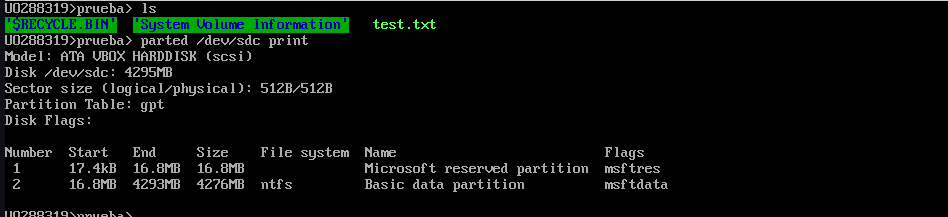 UO288319>prueba> ls
'$RECYCLE.BIN'  'System Volume Information'   test.txt
UO288319>prueba> parted /dev/sdc print
Model: ATA VBOX HARDDISK (scsi)
Disk /dev/sdc: 4295MB
Sector size (logical/physical): 512B/512B
Partition Table: gpt
Disk Flags:
Number  Start   End     Size    File system  Name                          Flags
 1      17.4kB  16.8MB  16.8MB               Microsoft reserved partition  msftres
 2      16.8MB  4293MB  4276MB  ntfs         Basic data partition          msftdata
UO288319>prueba>